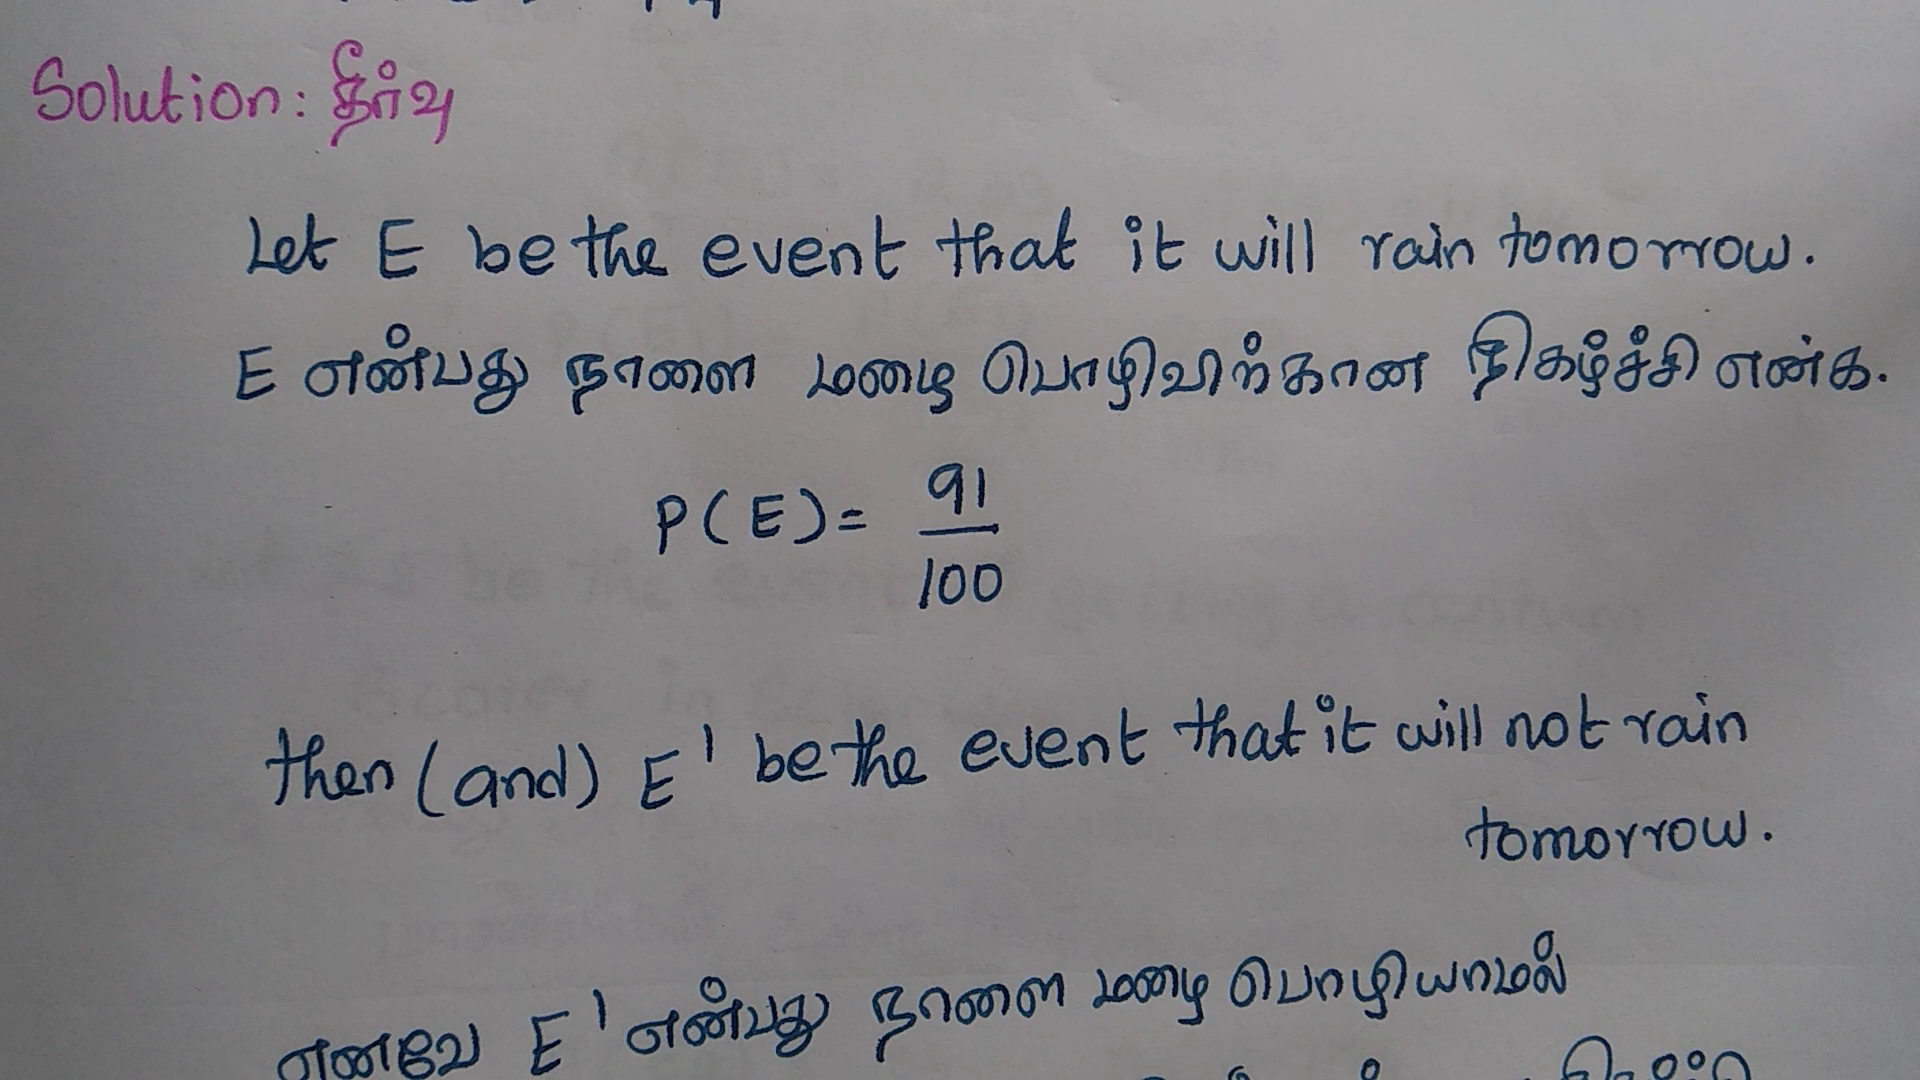 Solution: தீர்வு
Let E be the event that it will rain tomorrow.
E என்பது நாளை மழை பொழிவிற்கான நிகழ்ச்சி என்க.
P(E) = 91/100
then (and) E' be the event that it will not rain
tomorrow.
எனவே E' என்பது நாளை மழை பொழியாமல்